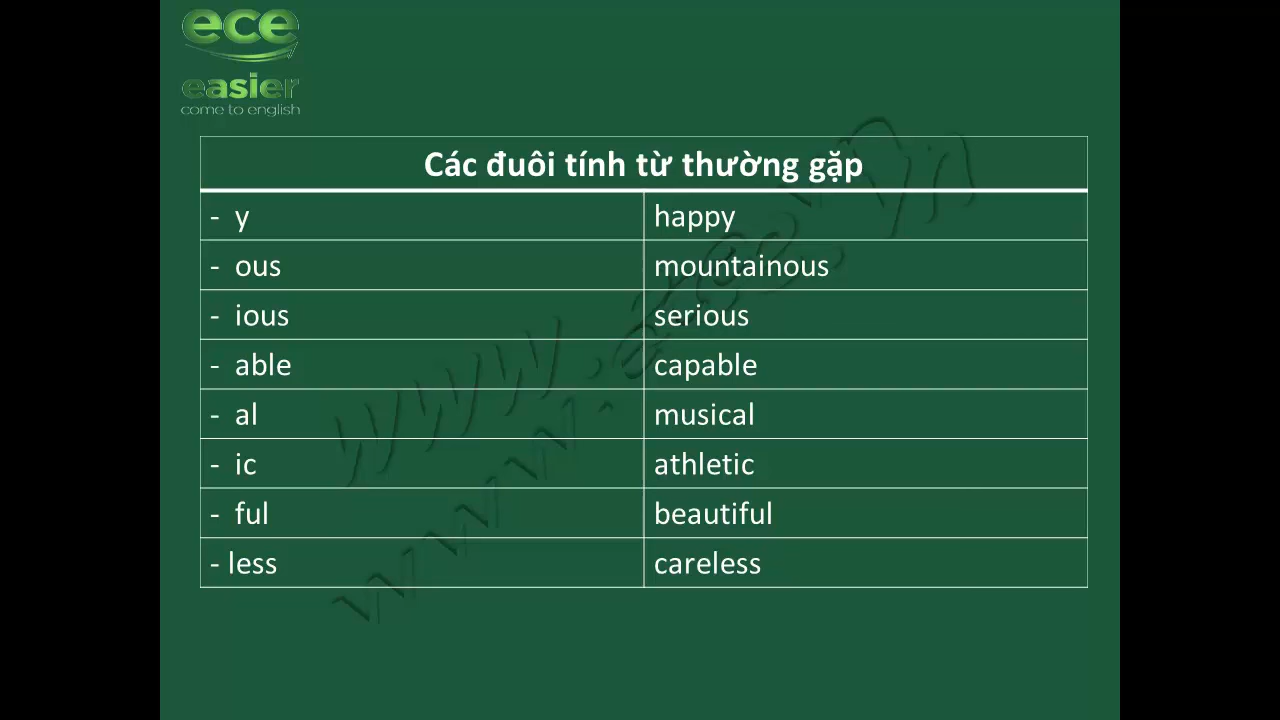 ece
easier
come to english
Các đuôi tính từ thường gặp
- y happy
- ous mountainous
- ious serious
- able capable
- al musical
- ic athletic
- ful beautiful
- less careless